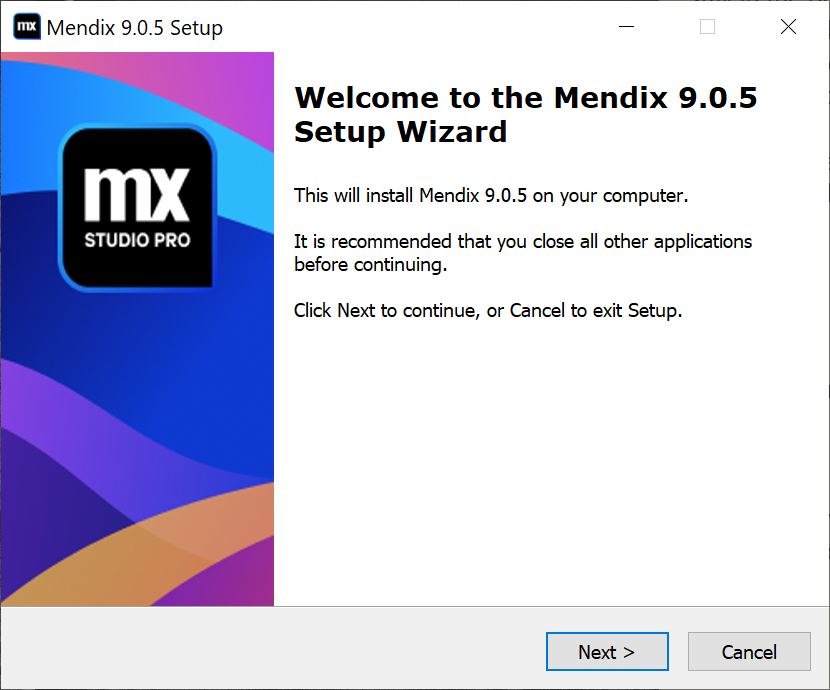 mx
Mendix 9.0.5 Setup
mx
STUDIO PRO
Welcome to the Mendix 9.0.5
Setup Wizard
This will install Mendix 9.0.5 on your computer.
It is recommended that you close all other applications
before continuing.
Click Next to continue, or Cancel to exit Setup.
Next >
Cancel